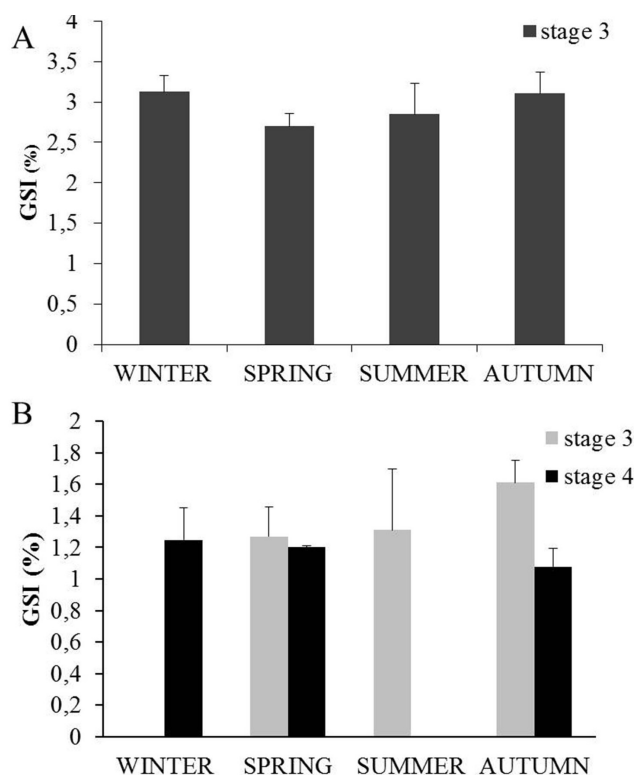 A
stage 3
4
3,5
3
2,5
2
1,5
1
0,5
0
GSI (%)
WINTER SPRING SUMMER AUTUMN
B
stage 3
stage 4
2
1,8
1,6
1,4
1,2
1
0,8
0,6
0,4
0,2
0
GSI (%)
WINTER SPRING SUMMER AUTUMN